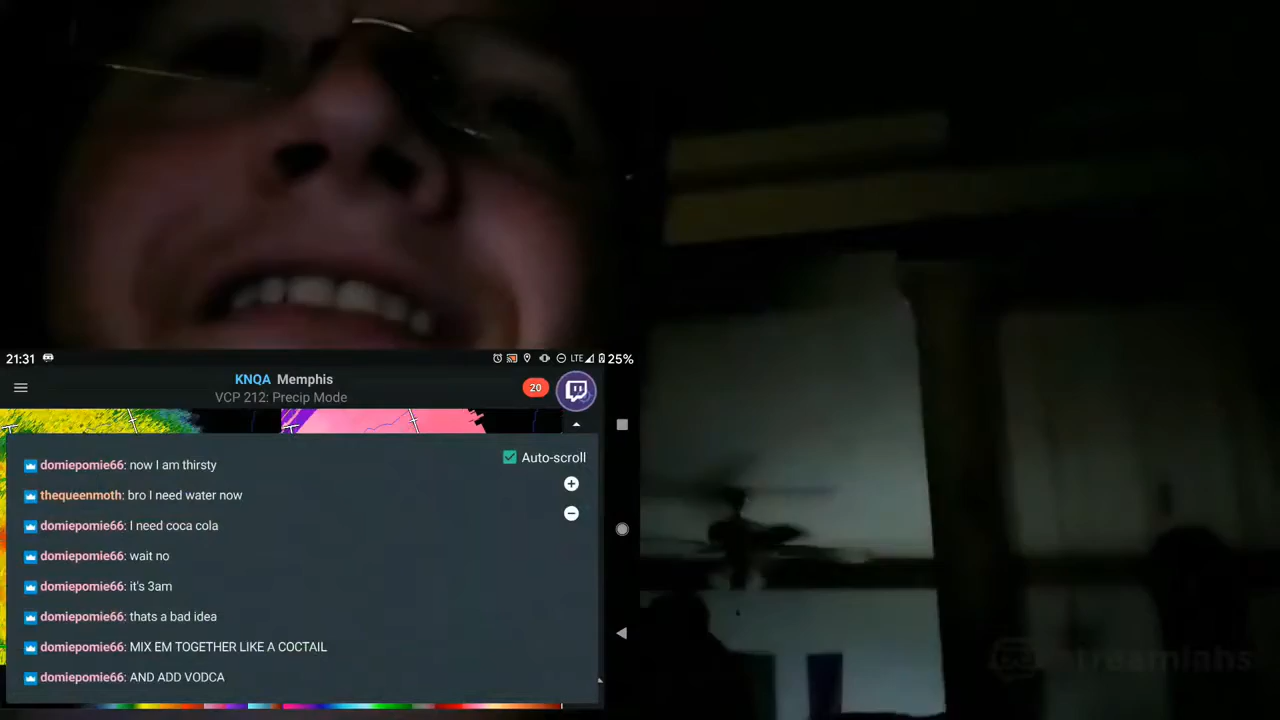 21:31
LTE
25%
KNQA Memphis
VCP 212: Precip Mode
20
domiepomie66: now I am thirsty
Auto-scroll
thequeenmoth: bro I need water now
domiepomie66: I need coca cola
domiepomie66: wait no
domiepomie66: it's 3am
domiepomie66: thats a bad idea
domiepomie66: MIX EM TOGETHER LIKE A COCTAIL
domiepomie66: AND ADD VODCA
streamlabs